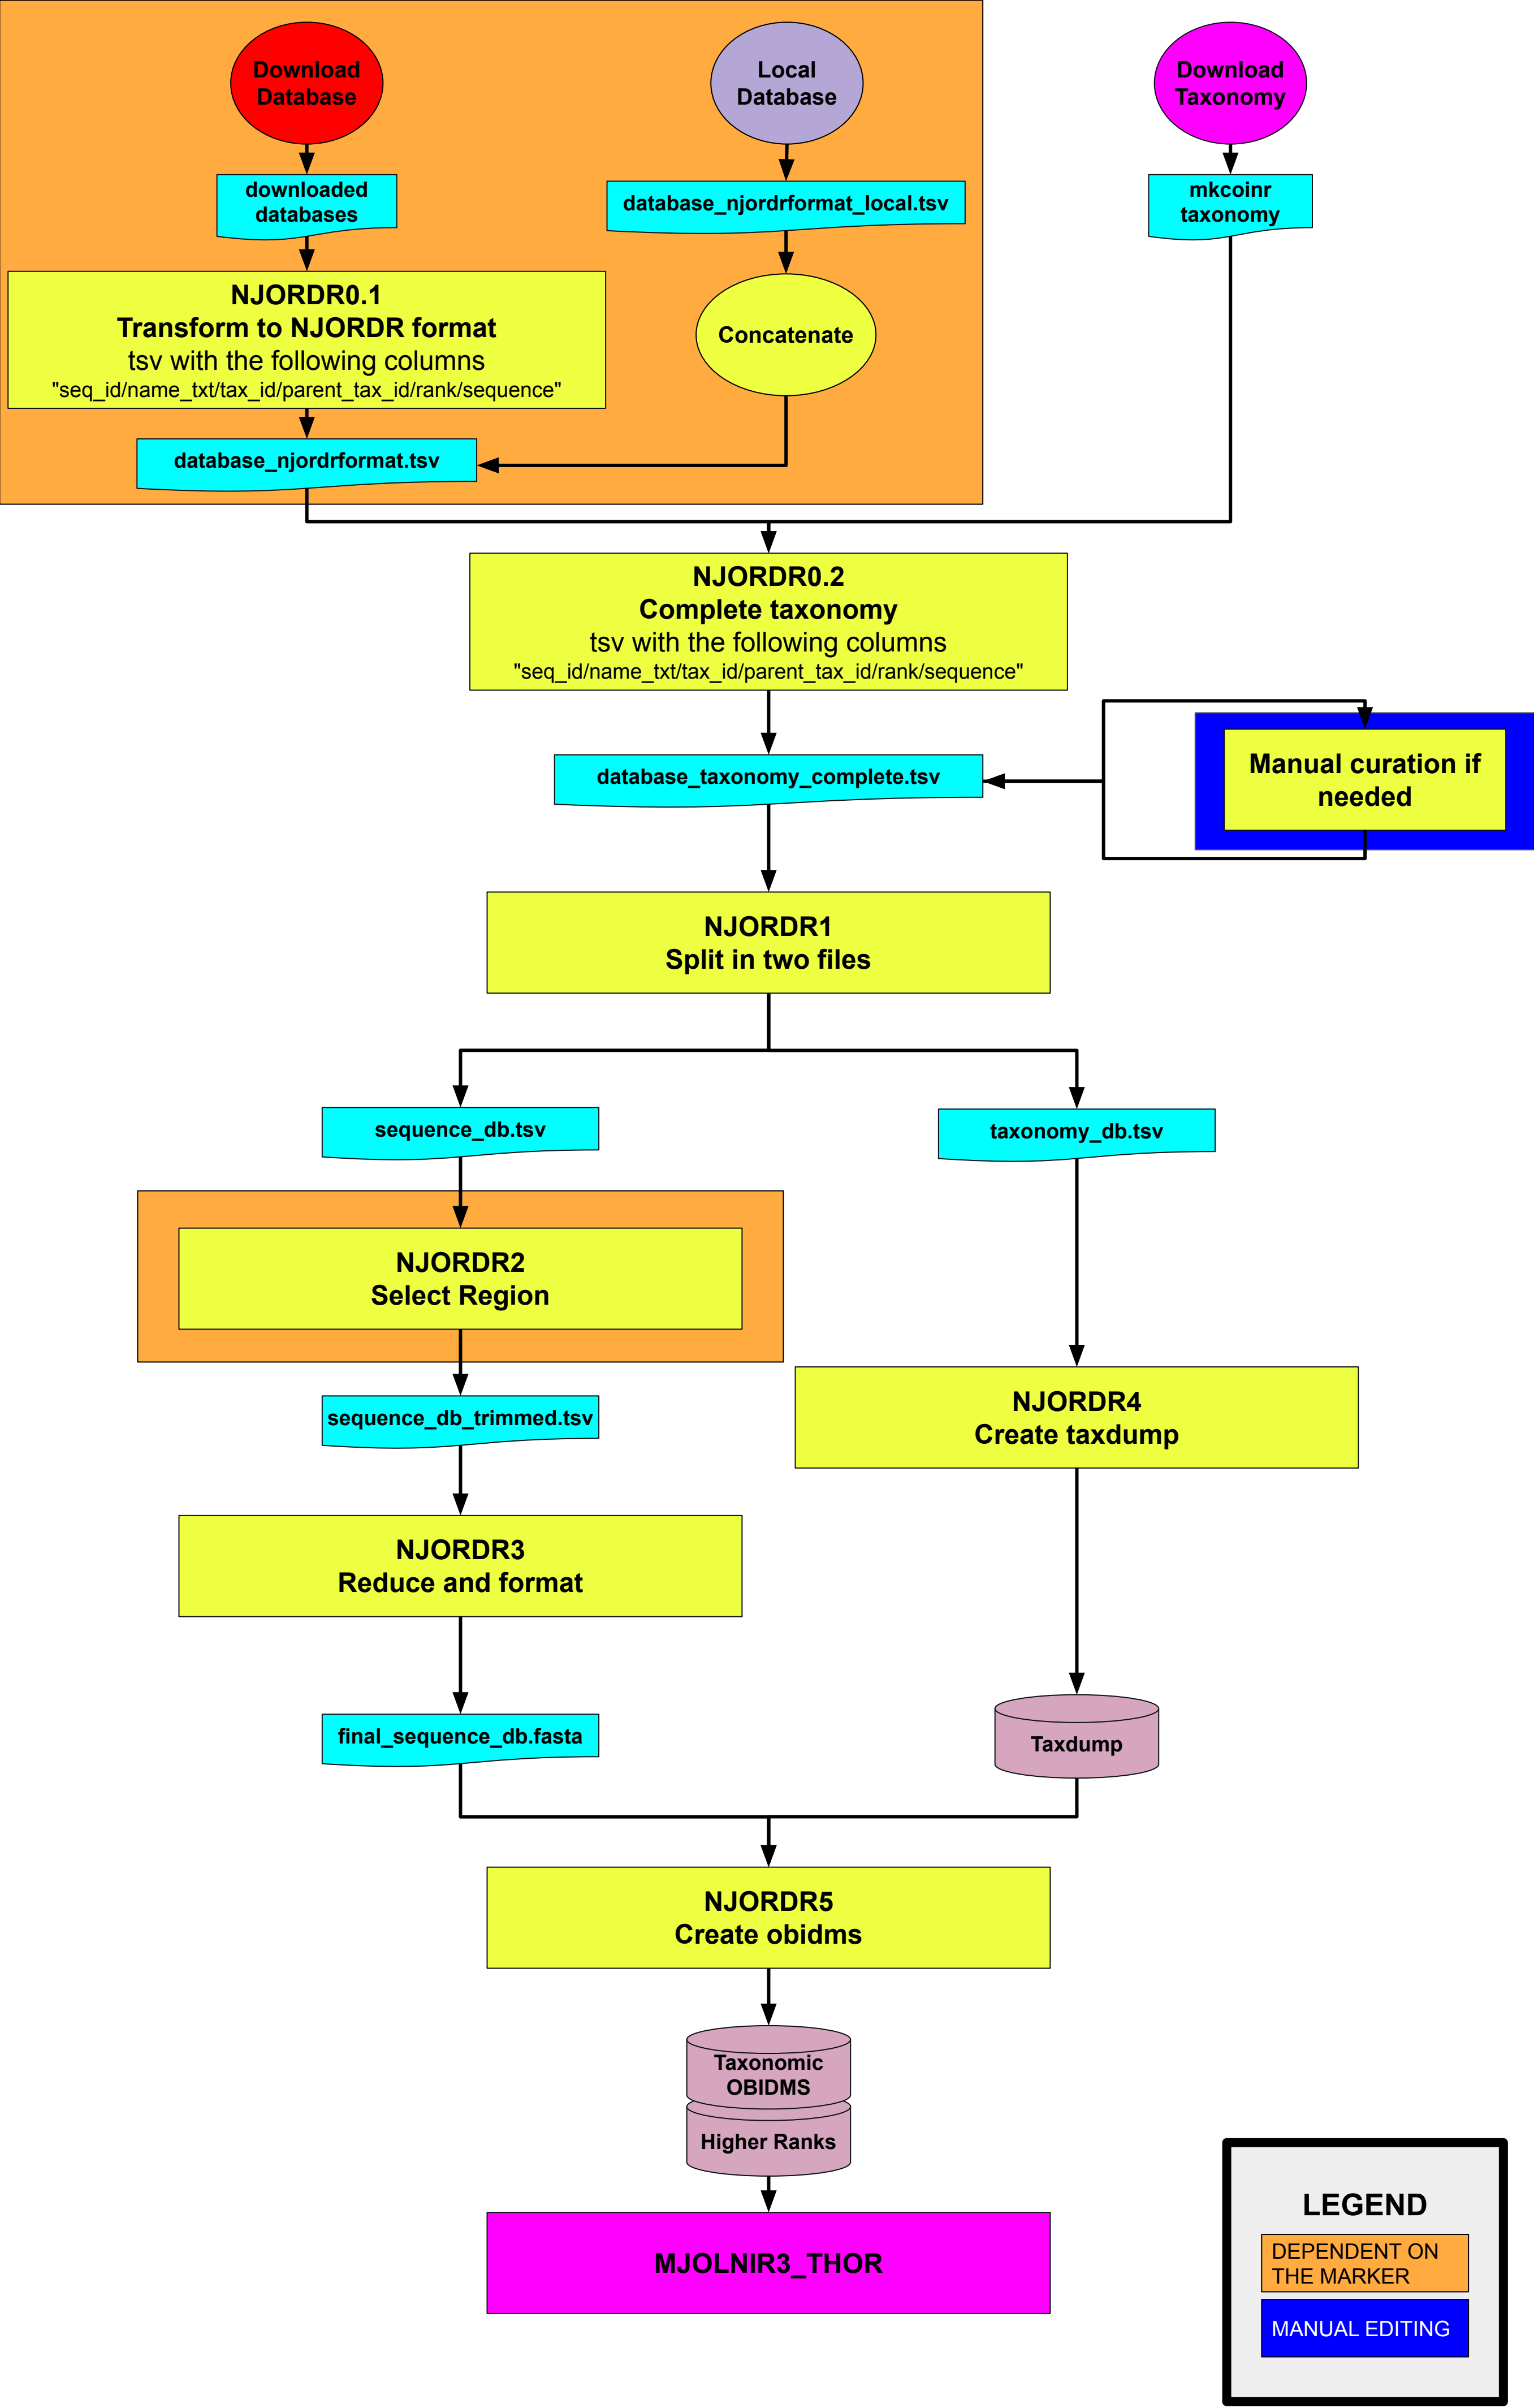 Download
Database
Local
Database
Download
Taxonomy
downloaded
databases
database_njordrformat_local.tsv
mkcoinr
taxonomy
NJORDR0.1
Transform to NJORDR format
tsv with the following columns
"seq_id/name_txt/tax_id/parent_tax_id/rank/sequence"
Concatenate
database_njordrformat.tsv
NJORDR0.2
Complete taxonomy
tsv with the following columns
"seq_id/name_txt/tax_id/parent_tax_id/rank/sequence"
database_taxonomy_complete.tsv
Manual curation if
needed
NJORDR1
Split in two files
sequence_db.tsv
taxonomy_db.tsv
NJORDR2
Select Region
sequence_db_trimmed.tsv
NJORDR4
Create taxdump
NJORDR3
Reduce and format
final_sequence_db.fasta
Taxdump
NJORDR5
Create obidms
Taxonomic
OBIDMS
Higher Ranks
MJOLNIR3_THOR
LEGEND
DEPENDENT ON
THE MARKER
MANUAL EDITING